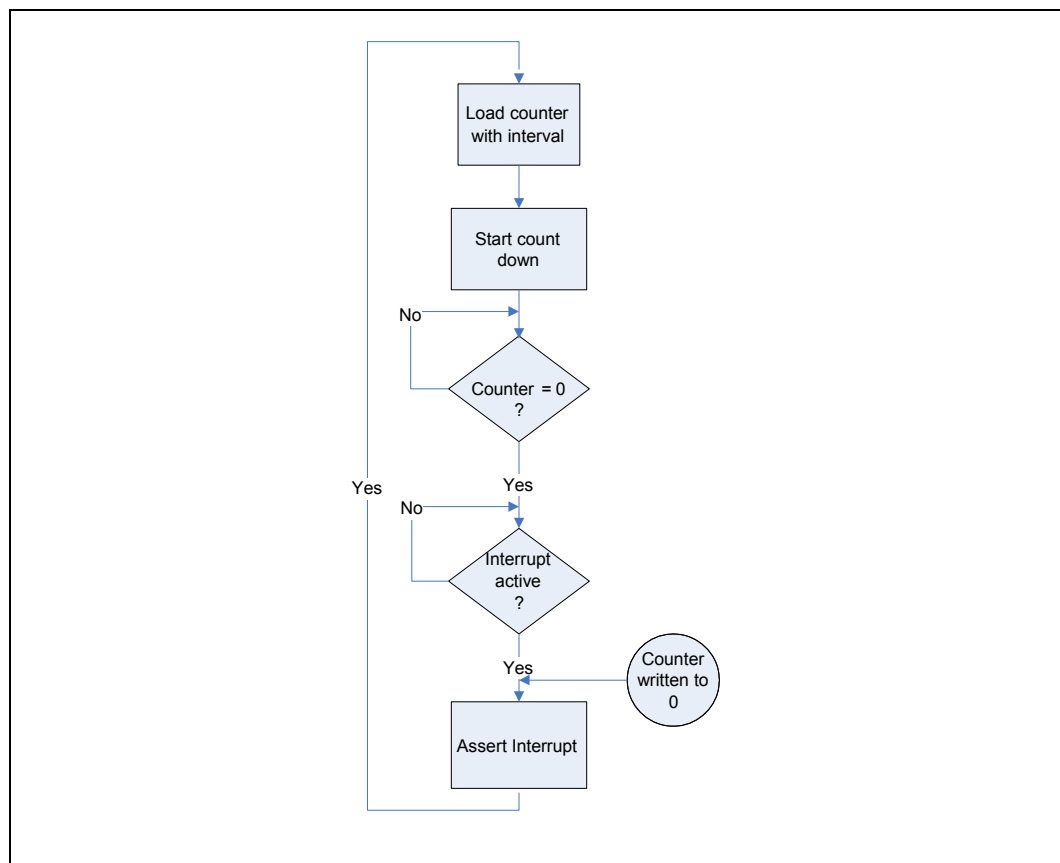 Load counter
with interval
Start count
down
No
Counter = 0
?
Yes
Yes
No
Interrupt
active
?
Yes
Counter
written to
0
Assert Interrupt